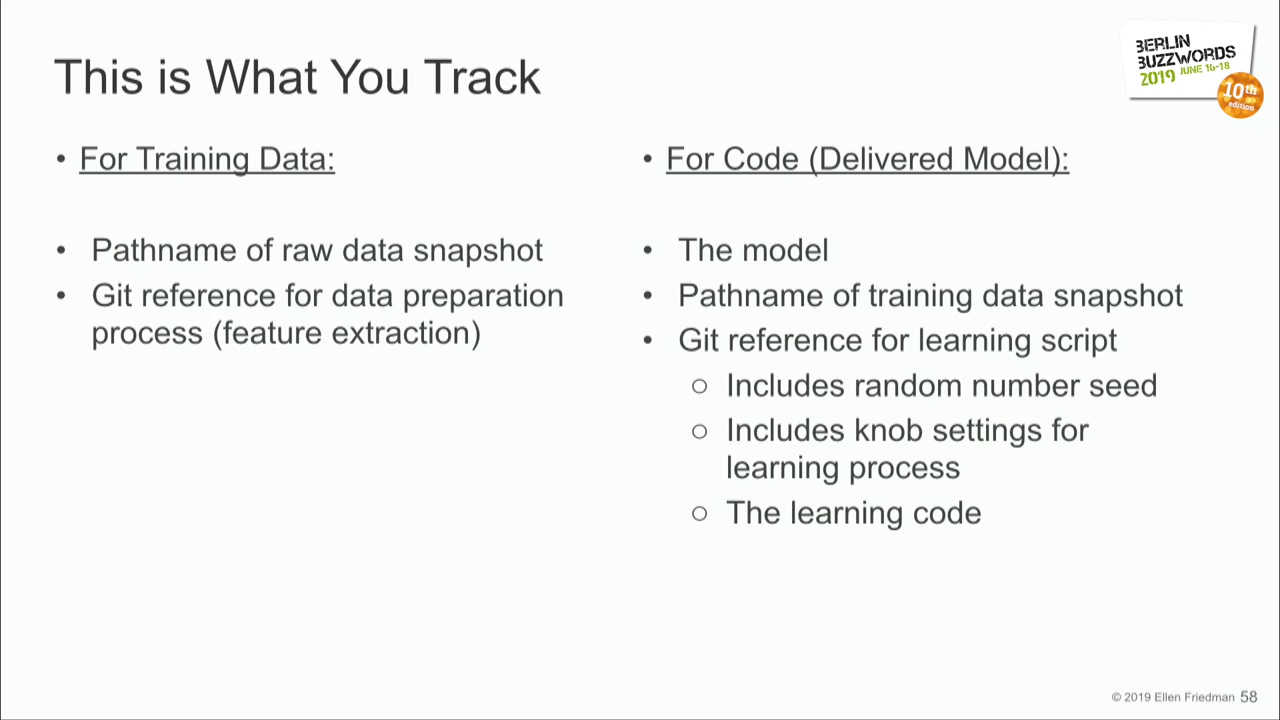 This is What You Track
BERLIN
BUZZWORDS
2019 JUNE 16-18
10th
edition
• For Training Data:
• Pathname of raw data snapshot
• Git reference for data preparation
process (feature extraction)
• For Code (Delivered Model):
• The model
• Pathname of training data snapshot
• Git reference for learning script
○ Includes random number seed
○ Includes knob settings for
learning process
○ The learning code
© 2019 Ellen Friedman 58